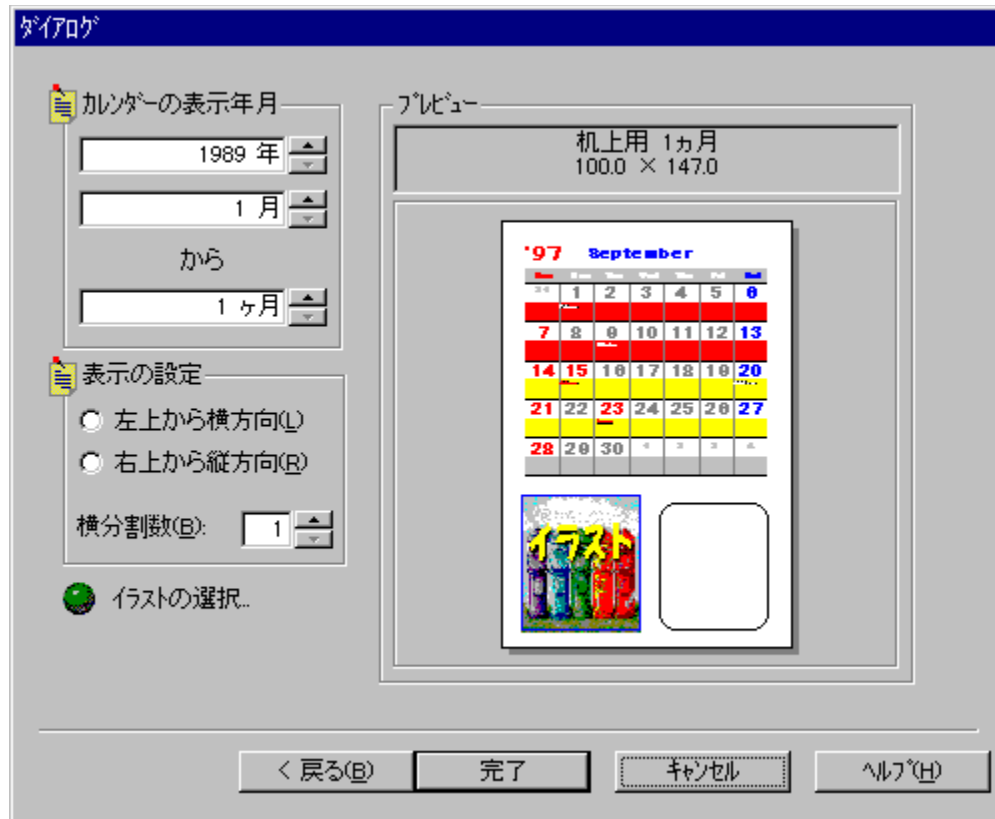 ﾀﾞｲｱﾛｸﾞ
ｶﾚﾝﾀﾞｰの表示年月
1989 年
1 月
から
1 ヶ月
表示の設定
左上から横方向(L)
右上から縦方向(R)
横分割数(B): 1
ｲﾗｽﾄの選択..
ﾌﾟﾚﾋﾞｭｰ
机上用 1ヵ月
100.0 × 147.0
'97 September
1 2 3 4 5 6
7 8 9 10 11 12 13
14 15 16 17 18 19 20
21 22 23 24 25 26 27
28 29 30
イラスト
< 戻る(B) 完了 ｷｬﾝｾﾙ ﾍﾙﾌﾟ(H)